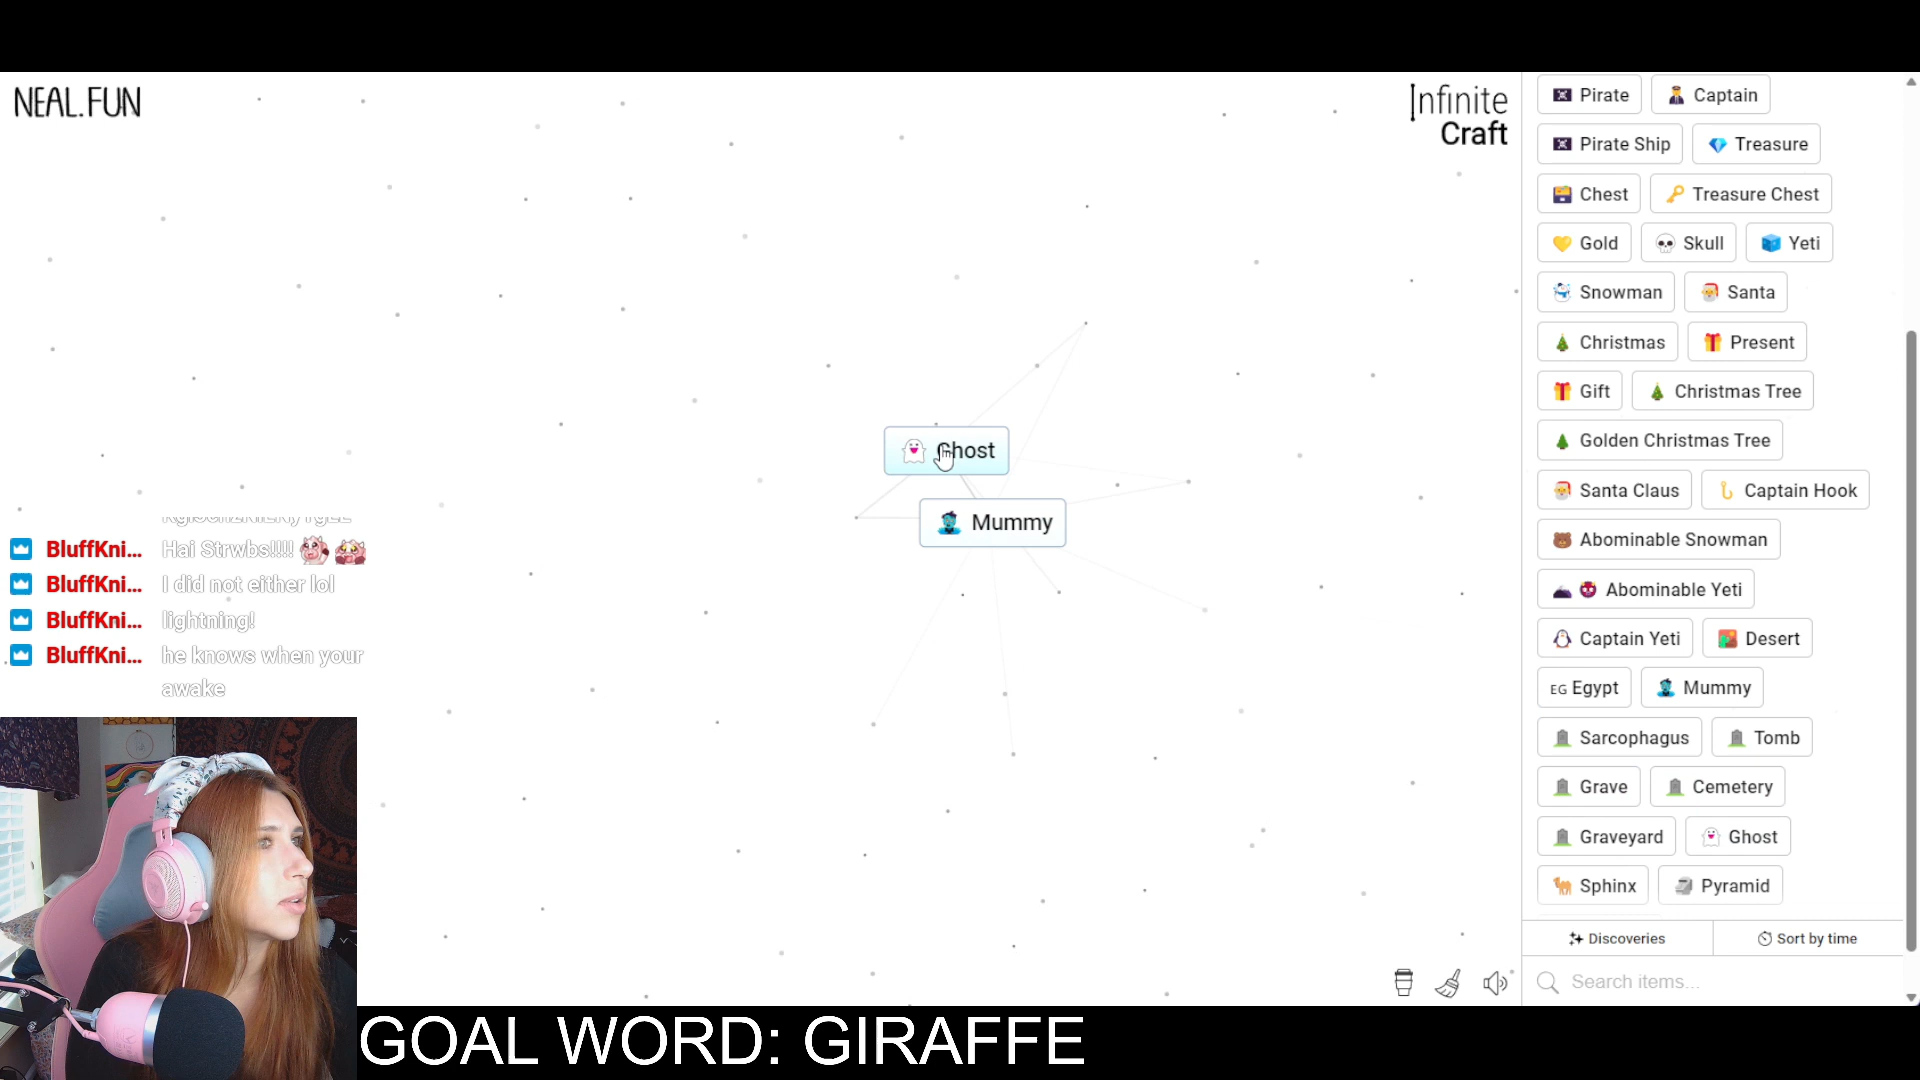 NEAL.FUN
Infinite
Craft
Pirate
Captain
Pirate Ship
Treasure
Chest
Treasure Chest
Gold
Skull
Yeti
Snowman
Santa
Christmas
Present
Gift
Christmas Tree
Golden Christmas Tree
Santa Claus
Captain Hook
Abominable Snowman
Abominable Yeti
Captain Yeti
Desert
EG Egypt
Mummy
Sarcophagus
Tomb
Grave
Cemetery
Graveyard
Ghost
Sphinx
Pyramid
Discoveries
Sort by time
Search items...
Ghost
Mummy
BluffKni... Hai Strwbs!!!!
BluffKni... I did not either lol
BluffKni... lightning!
BluffKni... he knows when your
awake
GOAL WORD: GIRAFFE